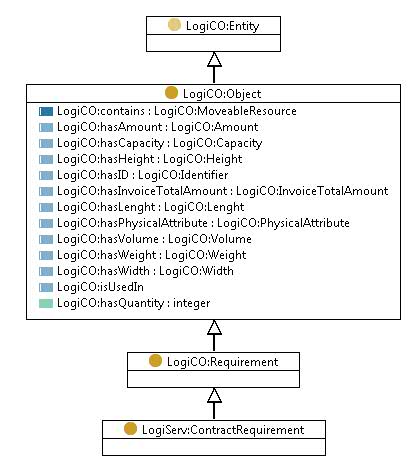 LogiCO:Entity
LogiCO:Object
LogiCO:contains : LogiCO:MoveableResource
LogiCO:hasAmount : LogiCO:Amount
LogiCO:hasCapacity : LogiCO:Capacity
LogiCO:hasHeight : LogiCO:Height
LogiCO:hasID : LogiCO:Identifier
LogiCO:hasInvoiceTotalAmount : LogiCO:InvoiceTotalAmount
LogiCO:hasLenght : LogiCO:Lenght
LogiCO:hasPhysicalAttribute : LogiCO:PhysicalAttribute
LogiCO:hasVolume : LogiCO:Volume
LogiCO:hasWeight : LogiCO:Weight
LogiCO:hasWidth : LogiCO:Width
LogiCO:isUsedIn
LogiCO:hasQuantity : integer
LogiCO:Requirement
LogiServ:ContractRequirement